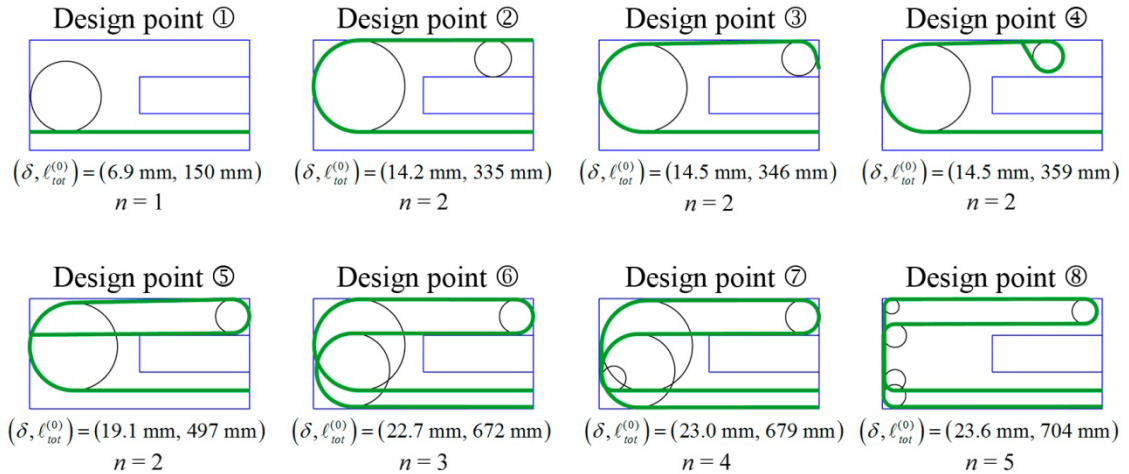 Design point ① Design point ② Design point ③ Design point ④
(δ, ℓ_tot^(0)) = (6.9 mm, 150 mm) (δ, ℓ_tot^(0)) = (14.2 mm, 335 mm) (δ, ℓ_tot^(0)) = (14.5 mm, 346 mm) (δ, ℓ_tot^(0)) = (14.5 mm, 359 mm)
n = 1 n = 2 n = 2 n = 2
Design point ⑤ Design point ⑥ Design point ⑦ Design point ⑧
(δ, ℓ_tot^(0)) = (19.1 mm, 497 mm) (δ, ℓ_tot^(0)) = (22.7 mm, 672 mm) (δ, ℓ_tot^(0)) = (23.0 mm, 679 mm) (δ, ℓ_tot^(0)) = (23.6 mm, 704 mm)
n = 2 n = 3 n = 4 n = 5